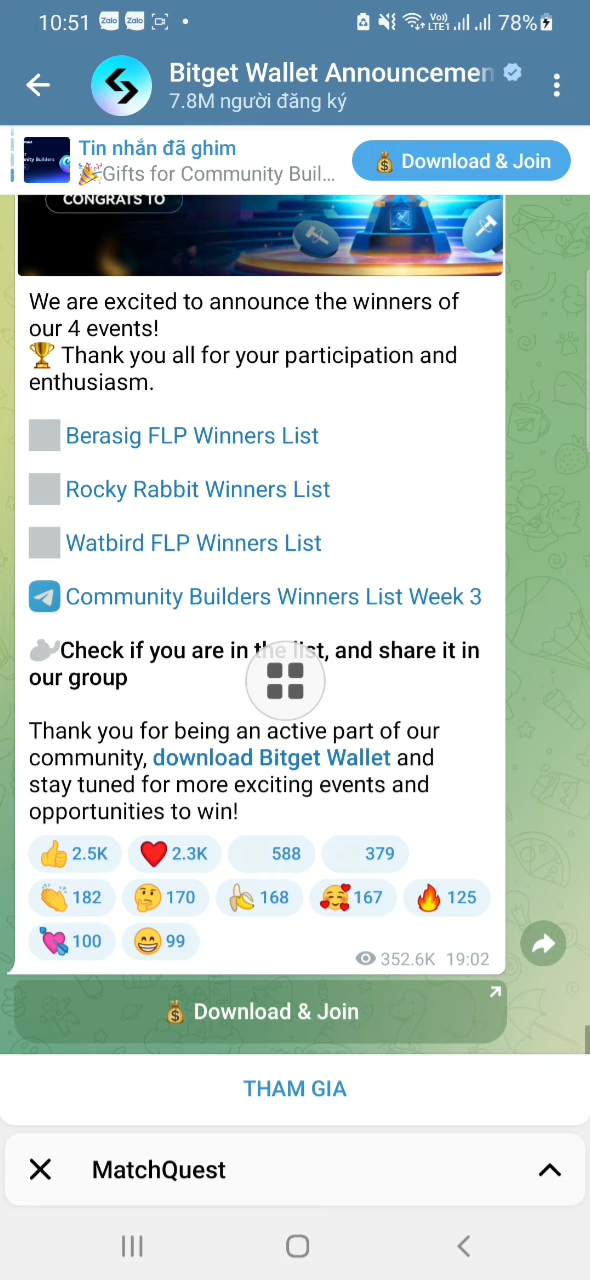 10:51 Zalo Zalo Vo)) LTE1 78%
Bitget Wallet Announcemen
7.8M người đăng ký
Tin nhắn đã ghim
Gifts for Community Buil...
Download & Join
CONGRATS TO
We are excited to announce the winners of
our 4 events!
🏆 Thank you all for your participation and
enthusiasm.
Berasig FLP Winners List
Rocky Rabbit Winners List
Watbird FLP Winners List
Community Builders Winners List Week 3
Check if you are in the list, and share it in
our group
Thank you for being an active part of our
community, download Bitget Wallet and
stay tuned for more exciting events and
opportunities to win!
👍 2.5K ❤️ 2.3K 588 379
👏 182 🤔 170 🍌 168 🥰 167 🔥 125
💘 100 😁 99
352.6K 19:02
💰 Download & Join
THAM GIA
MatchQuest